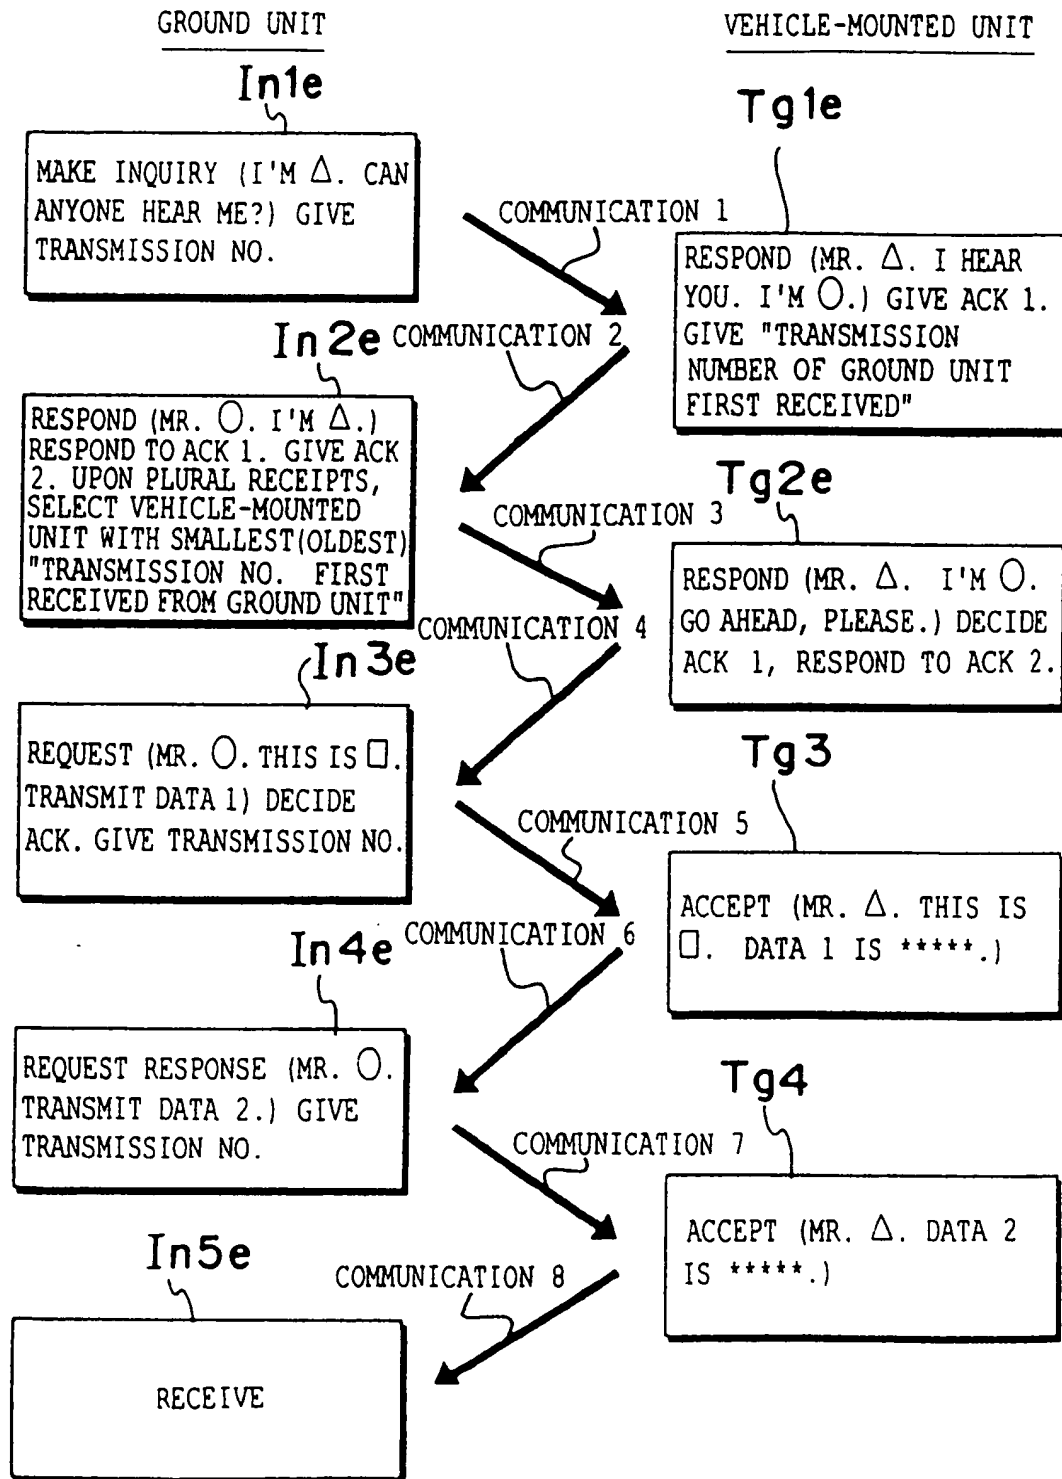 GROUND UNIT
VEHICLE-MOUNTED UNIT
In1e
MAKE INQUIRY (I'M △. CAN
ANYONE HEAR ME?) GIVE
TRANSMISSION NO.
COMMUNICATION 1
Tg1e
RESPOND (MR. △. I HEAR
YOU. I'M ○.) GIVE ACK 1.
GIVE "TRANSMISSION
NUMBER OF GROUND UNIT
FIRST RECEIVED"
COMMUNICATION 2
In2e
RESPOND (MR. ○. I'M △.)
RESPOND TO ACK 1. GIVE ACK
2. UPON PLURAL RECEIPTS,
SELECT VEHICLE-MOUNTED
UNIT WITH SMALLEST(OLDEST)
"TRANSMISSION NO. FIRST
RECEIVED FROM GROUND UNIT"
COMMUNICATION 3
Tg2e
RESPOND (MR. △. I'M ○.
GO AHEAD, PLEASE.) DECIDE
ACK 1, RESPOND TO ACK 2.
COMMUNICATION 4
In3e
REQUEST (MR. ○. THIS IS □.
TRANSMIT DATA 1) DECIDE
ACK. GIVE TRANSMISSION NO.
COMMUNICATION 5
Tg3
ACCEPT (MR. △. THIS IS
□. DATA 1 IS *****.)
COMMUNICATION 6
In4e
REQUEST RESPONSE (MR. ○.
TRANSMIT DATA 2.) GIVE
TRANSMISSION NO.
COMMUNICATION 7
Tg4
ACCEPT (MR. △. DATA 2
IS *****.)
COMMUNICATION 8
In5e
RECEIVE